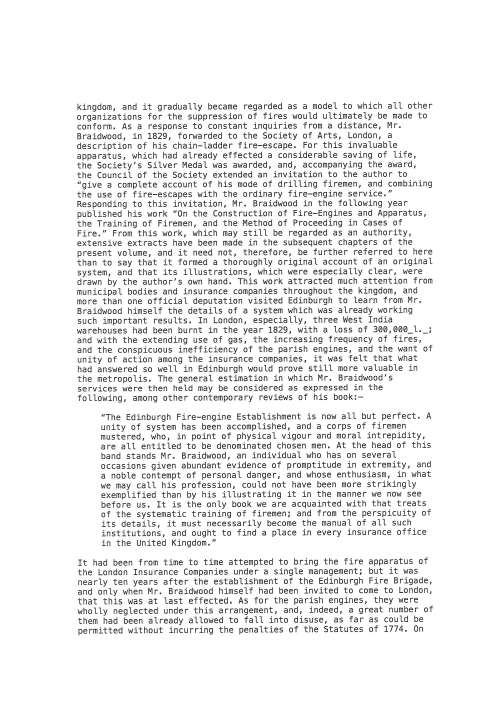 kingdom, and it gradually became regarded as a model to which all other
organizations for the suppression of fires would ultimately be made to
conform. As a response to constant inquiries from a distance, Mr.
Braidwood, in 1829, forwarded to the Society of Arts, London, a
description of his chain-ladder fire-escape. For this invaluable
apparatus, which had already effected a considerable saving of life,
the Society's Silver Medal was awarded, and, accompanying the award,
the Council of the Society extended an invitation to the author to
"give a complete account of his mode of drilling firemen, and combining
the use of fire-escapes with the ordinary fire-engine service."
Responding to this invitation, Mr. Braidwood in the following year
published his work "On the Construction of Fire-Engines and Apparatus,
the Training of Firemen, and the Method of Proceeding in Cases of
Fire." From this work, which may still be regarded as an authority,
extensive extracts have been made in the subsequent chapters of the
present volume, and it need not, therefore, be further referred to here
than to say that it formed a thoroughly original account of an original
system, and that its illustrations, which were especially clear, were
drawn by the author's own hand. This work attracted much attention from
municipal bodies and insurance companies throughout the kingdom, and
more than one official deputation visited Edinburgh to learn from Mr.
Braidwood himself the details of a system which was already working
such important results. In London, especially, three West India
warehouses had been burnt in the year 1829, with a loss of 300,000_l._;
and with the extending use of gas, the increasing frequency of fires,
and the conspicuous inefficency of the parish engines, and the want of
unity of action among the insurance companies, it was felt that what
had answered so well in Edinburgh would prove still more valuable in
the metropolis. The general estimation in which Mr. Braidwood's
services were then held may be considered as expressed in the
following, among other contemporary reviews of his book:—
"The Edinburgh Fire-engine Establishment is now all but perfect. A
unity of system has been accomplished, and a corps of firemen
mustered, who, in point of physical vigour and moral intrepidity,
are all entitled to be denominated chosen men. At the head of this
band stands Mr. Braidwood, an individual who has on several
occasions given abundant evidence of promptitude in extremity, and
a noble contempt of personal danger, and whose enthusiasm, in what
we may call his profession, could not have been more strikingly
exemplified than by his illustrating it in the manner we now see
before us. It is the only book we are acquainted with that treats
of the systematic training of firemen; and from the perspicuity of
its details, it must necessarily become the manual of all such
institutions, and ought to find a place in every insurance office
in the United Kingdom."
It had been from time to time attempted to bring the fire apparatus of
the London Insurance Companies under a single management; but it was
nearly ten years after the establishment of the Edinburgh Fire Brigade,
and only when Mr. Braidwood himself had been invited to come to London,
that this was at last effected. As for the parish engines, they were
wholly neglected under this arrangement, and, indeed, a great number of
them had been already allowed to fall into disuse, as far as could be
permitted without incurring the penalties of the Statutes of 1774. On